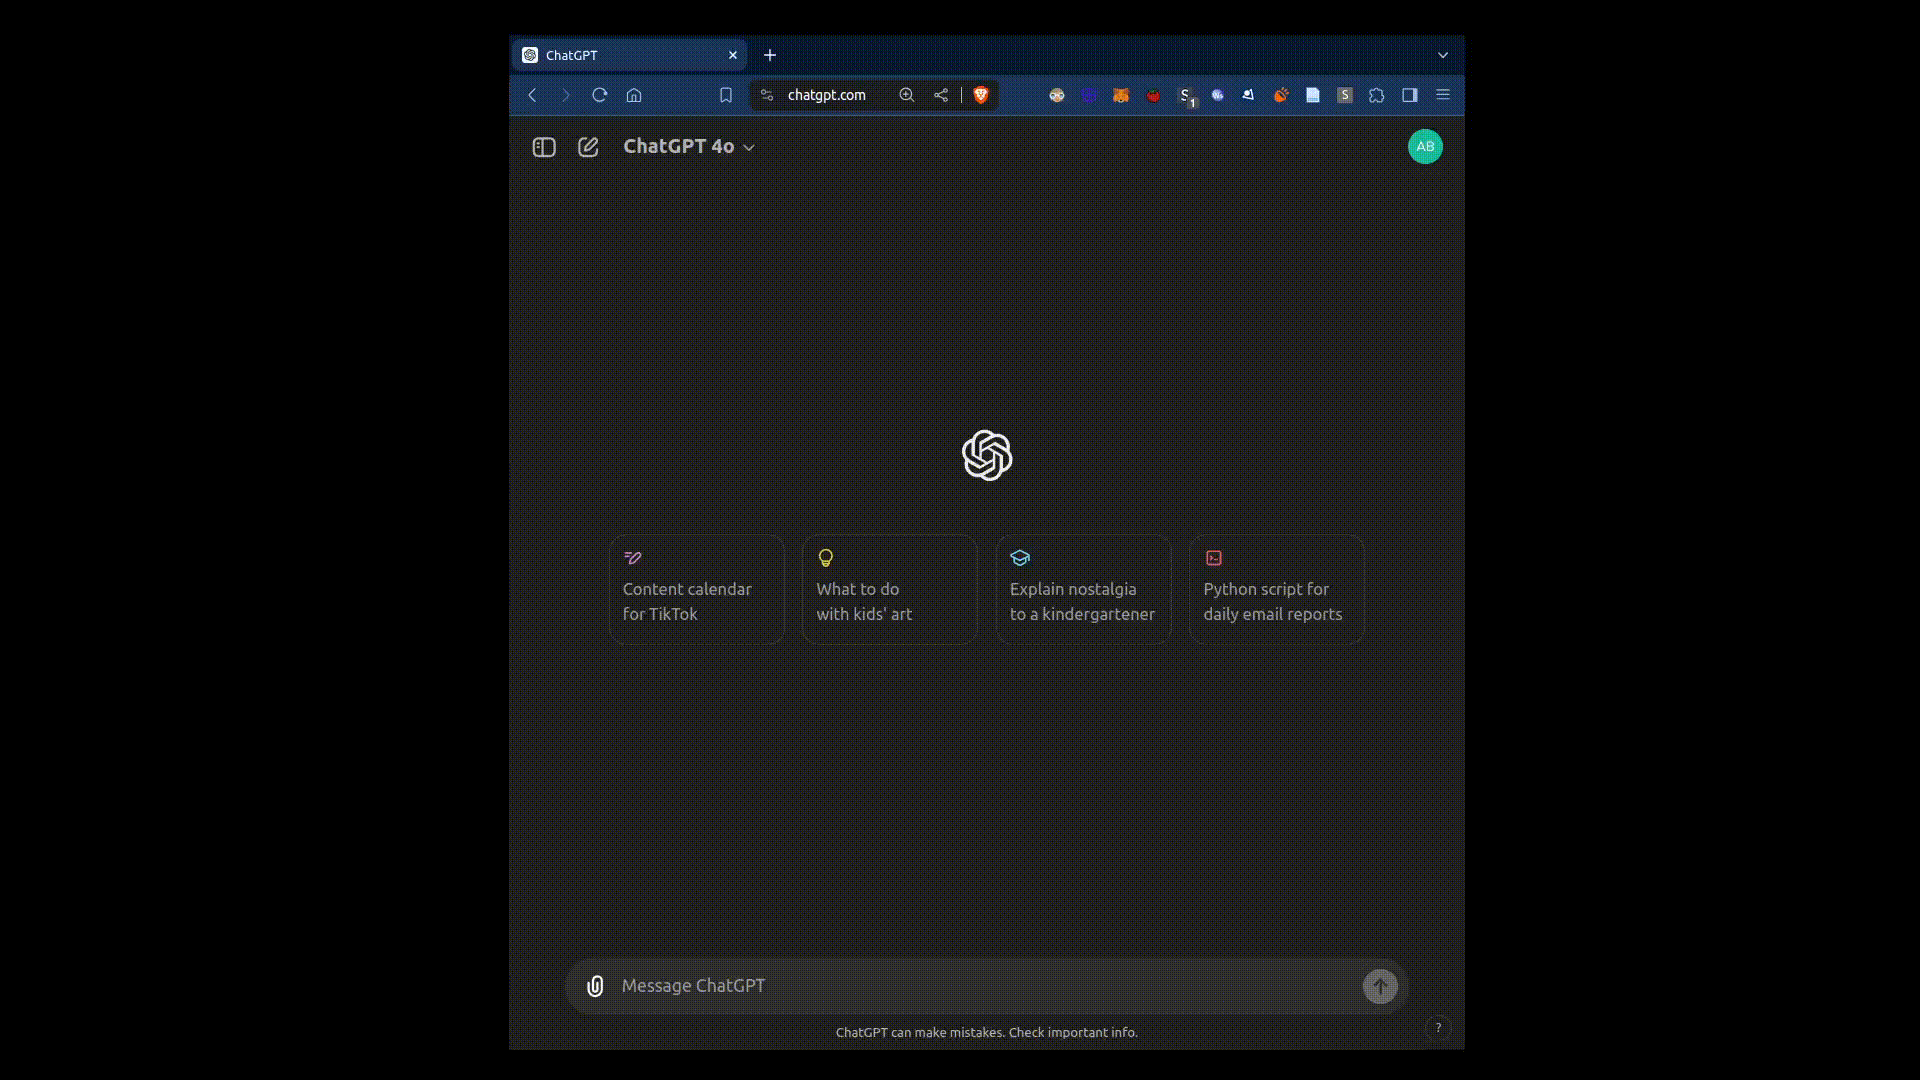 ChatGPT
chatgpt.com
S
1
S
ChatGPT 4o
AB
Content calendar
for TikTok
What to do
with kids' art
Explain nostalgia
to a kindergartener
Python script for
daily email reports
Message ChatGPT
ChatGPT can make mistakes. Check important info.
?